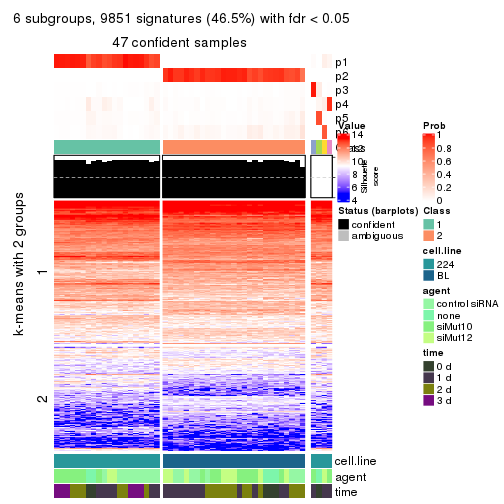 6 subgroups, 9851 signatures (46.5%) with fdr < 0.05
47 confident samples
p1
p2
p3
p4
p5
p6
Class
Silhouette
score
k-means with 2 groups
1
2
cell.line
agent
time
Value
14
12
10
8
6
4
Status (barplots)
confident
ambiguous
Prob
1
0.8
0.6
0.4
0.2
0
Class
1
2
cell.line
224
BL
agent
control siRNA
none
siMut10
siMut12
time
0 d
1 d
2 d
3 d